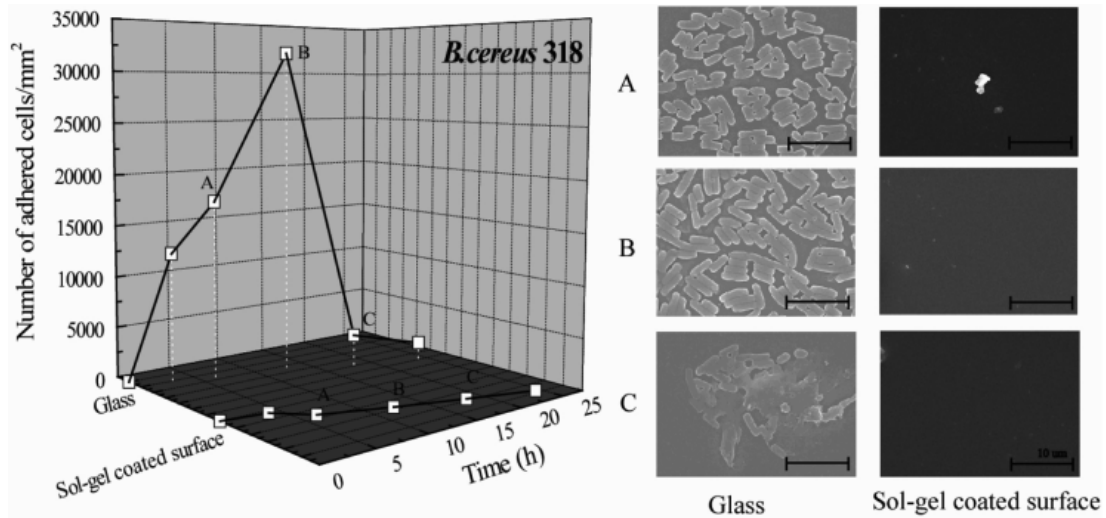 35000
30000
25000
20000
15000
10000
5000
0
Number of adhered cells/mm²
B.cereus 318
A
B
C
A
B
C
Glass
Sol-gel coated surface
0
5
10
15
20
25
Time (h)
A
B
C
10 um
Glass
Sol-gel coated surface